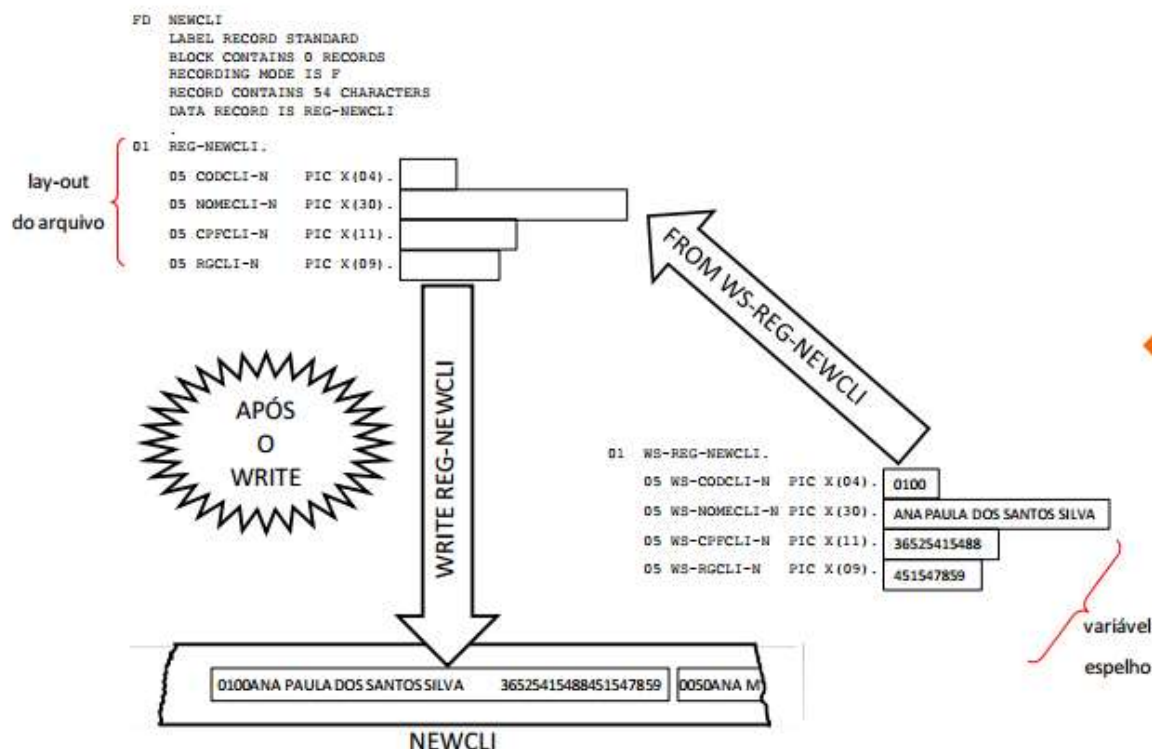 FD NEWCLI
LABEL RECORD STANDARD
BLOCK CONTAINS 0 RECORDS
RECORDING MODE IS F
RECORD CONTAINS 54 CHARACTERS
DATA RECORD IS REG-NEWCLI
.
01 REG-NEWCLI.
05 CODCLI-N PIC X(04).
05 NOMECLI-N PIC X(30).
05 CPFCLI-N PIC X(11).
05 RGCLI-N PIC X(09).
lay-out
do arquivo
FROM WS-REG-NEWCLI
WRITE REG-NEWCLI
APÓS
O
WRITE
01 WS-REG-NEWCLI.
05 WS-CODCLI-N PIC X(04). 0100
05 WS-NOMECLI-N PIC X(30). ANA PAULA DOS SANTOS SILVA
05 WS-CPFCLI-N PIC X(11). 36525415488
05 WS-RGCLI-N PIC X(09). 451547859
variável
espelho
0100ANA PAULA DOS SANTOS SILVA 36525415488451547859 0050ANA M
NEWCLI